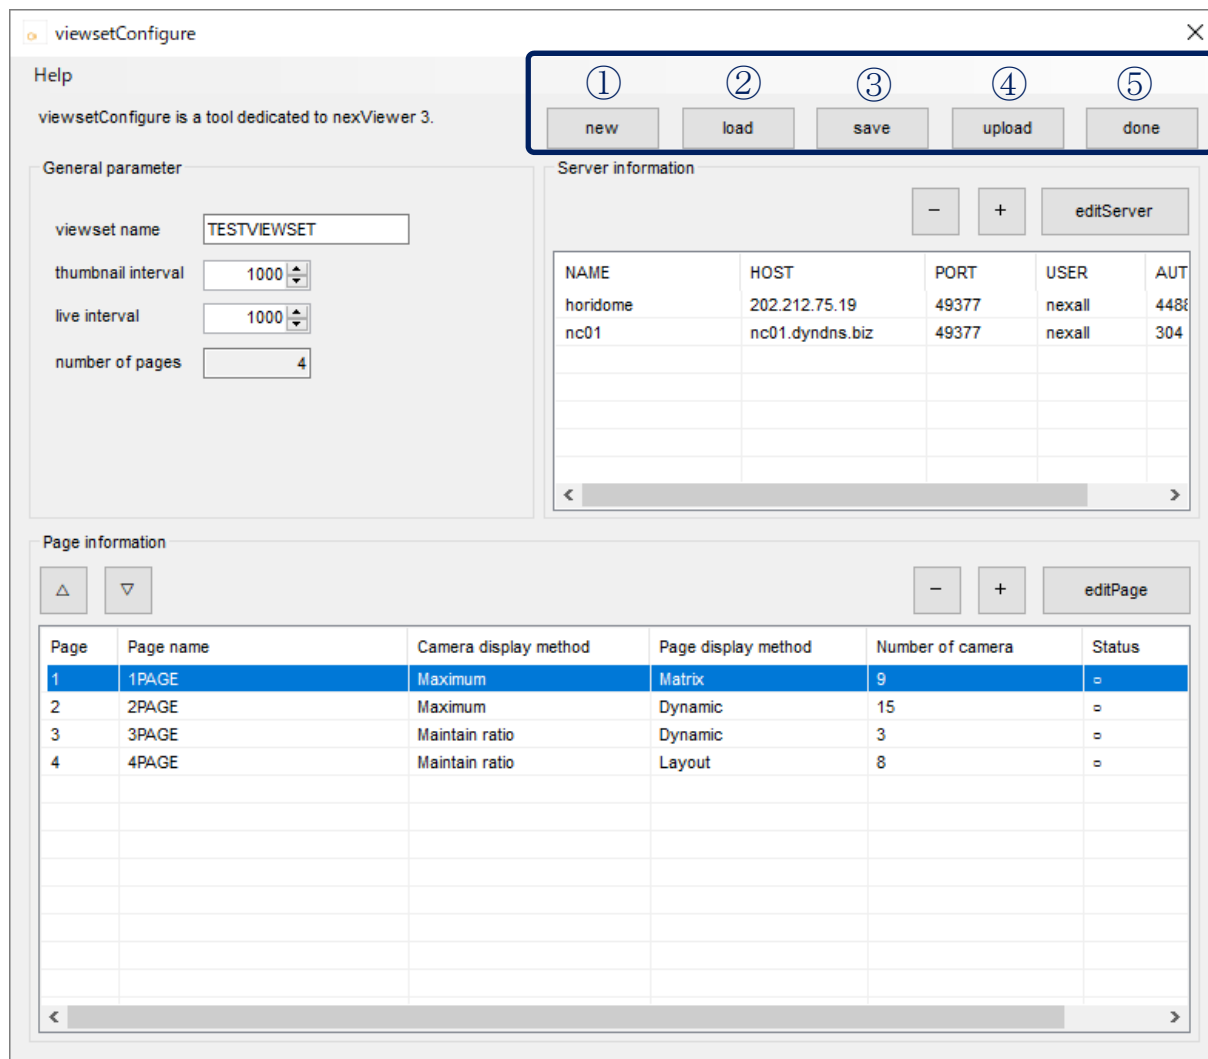 viewsetConfigure
Help
① ② ③ ④ ⑤
viewsetConfigure is a tool dedicated to nexViewer 3.
new load save upload done
General parameter
viewset name TESTVIEWSET
thumbnail interval 1000
live interval 1000
number of pages 4
Server information
− + editServer
NAME HOST PORT USER AUT
horidome 202.212.75.19 49377 nexall 4488
nc01 nc01.dyndns.biz 49377 nexall 304
Page information
△ ▽ − + editPage
Page Page name Camera display method Page display method Number of camera Status
1 1PAGE Maximum Matrix 9 ○
2 2PAGE Maximum Dynamic 15 ○
3 3PAGE Maintain ratio Dynamic 3 ○
4 4PAGE Maintain ratio Layout 8 ○